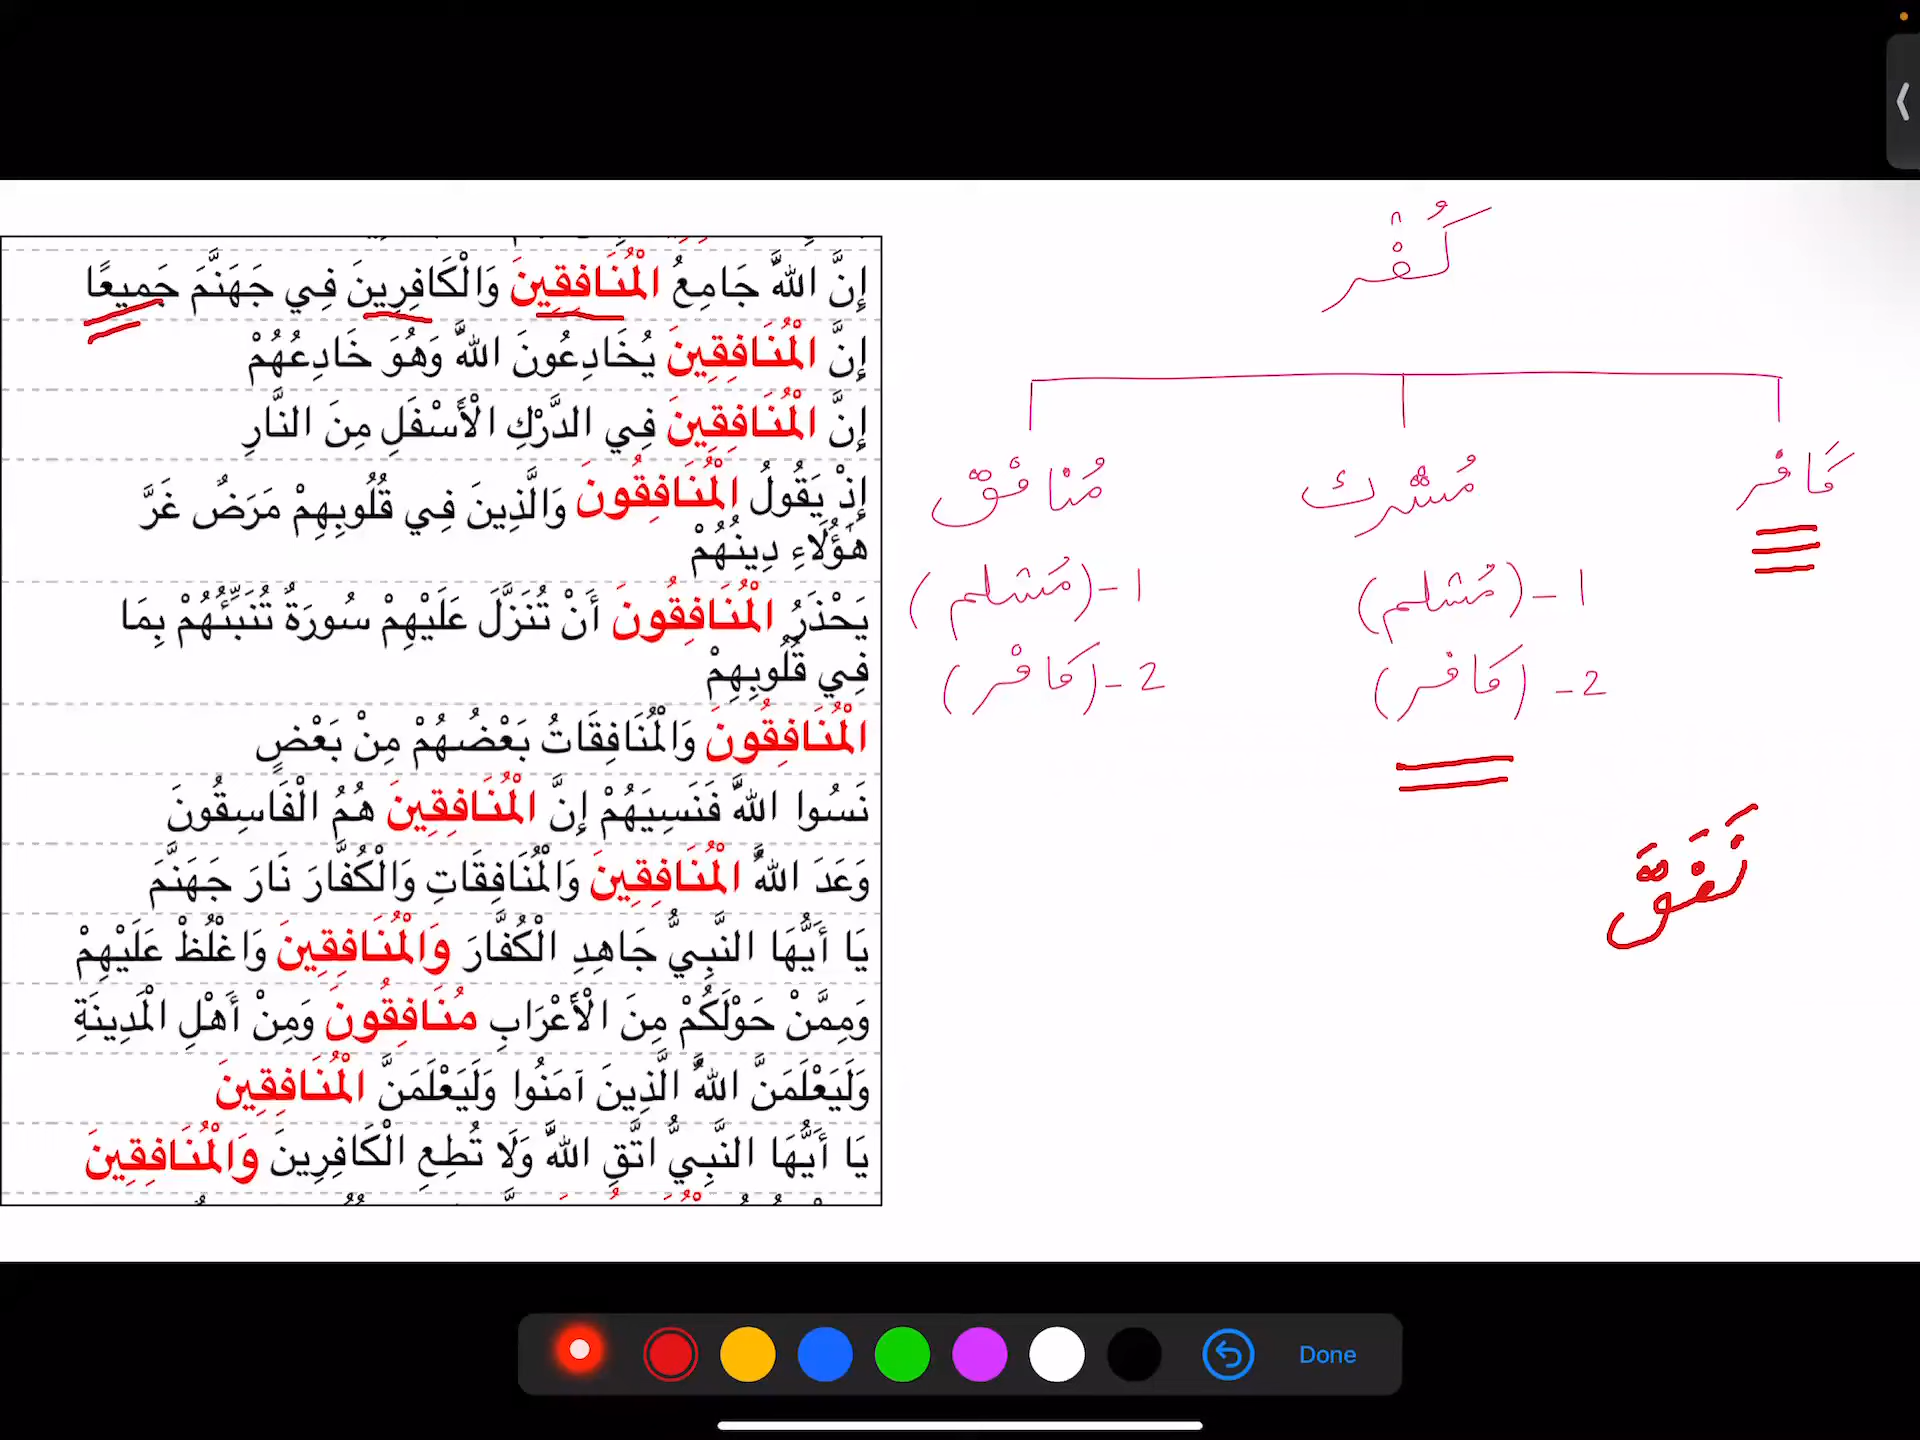 إِنَّ اللَّهَ جَامِعُ الْمُنَافِقِينَ وَالْكَافِرِينَ فِي جَهَنَّمَ جَمِيعًا
إِنَّ الْمُنَافِقِينَ يُخَادِعُونَ اللَّهَ وَهُوَ خَادِعُهُمْ
إِنَّ الْمُنَافِقِينَ فِي الدَّرْكِ الْأَسْفَلِ مِنَ النَّارِ
إِذْ يَقُولُ الْمُنَافِقُونَ وَالَّذِينَ فِي قُلُوبِهِمْ مَرَضٌ غَرَّ
هَٰؤُلَاءِ دِينُهُمْ
يَحْذَرُ الْمُنَافِقُونَ أَنْ تُنَزَّلَ عَلَيْهِمْ سُورَةٌ تُنَبِّئُهُمْ بِمَا
فِي قُلُوبِهِمْ
الْمُنَافِقُونَ وَالْمُنَافِقَاتُ بَعْضُهُمْ مِنْ بَعْضٍ
نَسُوا اللَّهَ فَنَسِيَهُمْ إِنَّ الْمُنَافِقِينَ هُمُ الْفَاسِقُونَ
وَعَدَ اللَّهُ الْمُنَافِقِينَ وَالْمُنَافِقَاتِ وَالْكُفَّارَ نَارَ جَهَنَّمَ
يَا أَيُّهَا النَّبِيُّ جَاهِدِ الْكُفَّارَ وَالْمُنَافِقِينَ وَاغْلُظْ عَلَيْهِمْ
وَمِمَّنْ حَوْلَكُمْ مِنَ الْأَعْرَابِ مُنَافِقُونَ وَمِنْ أَهْلِ الْمَدِينَةِ
وَلَيَعْلَمَنَّ اللَّهُ الَّذِينَ آمَنُوا وَلَيَعْلَمَنَّ الْمُنَافِقِينَ
يَا أَيُّهَا النَّبِيُّ اتَّقِ اللَّهَ وَلَا تُطِعِ الْكَافِرِينَ وَالْمُنَافِقِينَ
كُفْر
كَافر مُشرك مُنافق
1- (مُسلم) 1- (مُسلم)
2- (كافر) 2- (كافر)
نَفَقَ
Done